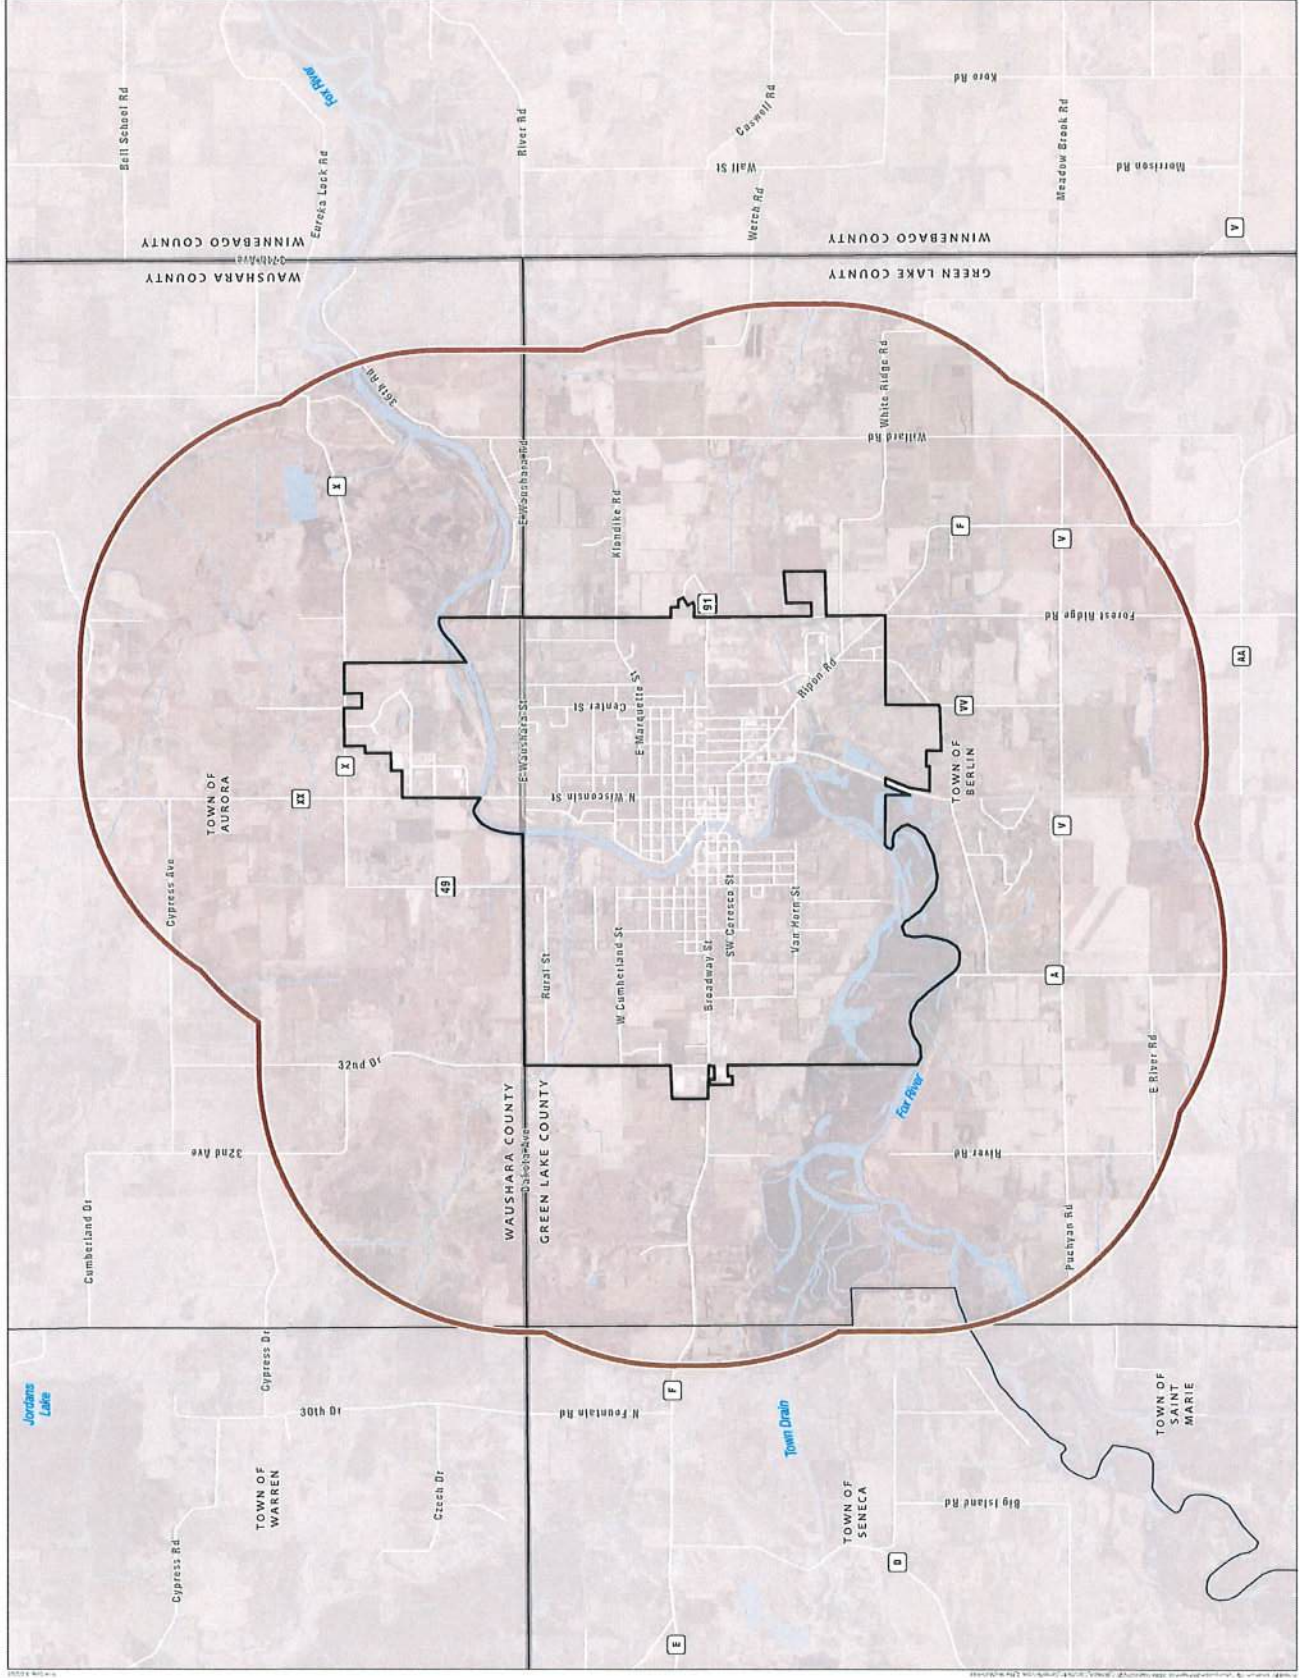 Bell School Rd
Fox River
Eureka Lock Rd
River Rd
Caswell Rd
Wall St
Werch Rd
Koro Rd
Meadow Brook Rd
Morrison Rd
WINNEBAGO COUNTY
37th Ave
WAUSHARA COUNTY
WINNEBAGO COUNTY
GREEN LAKE COUNTY
V
36th Rd
X
E Waushara Rd
Klondike Rd
White Ridge Rd
Willard Rd
F
V
91
Forest Ridge Rd
AA
TOWN OF
AURORA
XX
X
E Waushara St
Center St
E Marquette St
N Wisconsin St
Ripon Rd
VV
TOWN OF
BERLIN
V
Cypress Ave
49
Rural St
W Cumberland St
Broadway St
SW Ceresco St
Van Horn St
A
32nd Dr
E River Rd
32nd Ave
Cumberland Dr
WAUSHARA COUNTY
Dakota Ave
GREEN LAKE COUNTY
Fox River
River Rd
Puchyan Rd
Jordans
Lake
Cypress Dr
30th Dr
N Fountain Rd
F
Town Drain
TOWN OF
SAINT
MARIE
TOWN OF
WARREN
Czech Dr
Cypress Rd
TOWN OF
SENECA
Big Island Rd
D
E